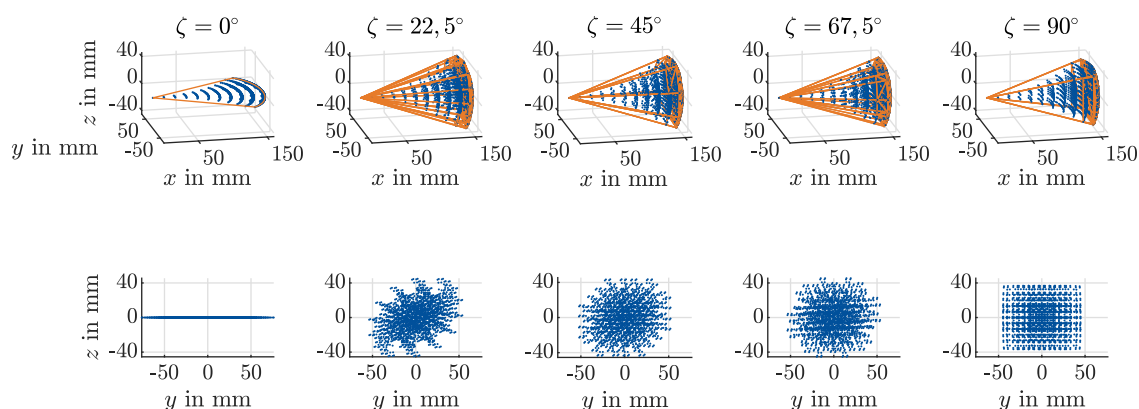 ζ = 0° ζ = 22, 5° ζ = 45° ζ = 67, 5° ζ = 90°
40 40 40 40 40
0 0 0 0 0
-40 -40 -40 -40 -40
z in mm
50 50 50 50 50
-50 -50 -50 -50 -50
y in mm
50 150 50 150 50 150 50 150 50 150
x in mm x in mm x in mm x in mm x in mm
40 40 40 40 40
0 0 0 0 0
-40 -40 -40 -40 -40
z in mm
-50 0 50 -50 0 50 -50 0 50 -50 0 50 -50 0 50
y in mm y in mm y in mm y in mm y in mm